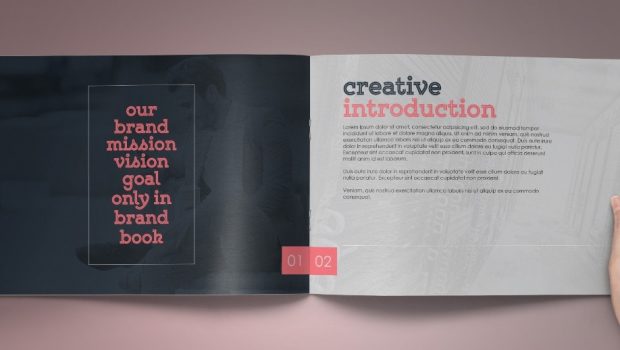 our
brand
mission
vision
goal
only in
brand
book
01
02
creative
introduction
Lorem ipsum dolor sit amet, consectetur adipiscing elit, sed do eiusmod tempor
incididunt ut labore et dolore magna aliqua, sit anim ad minim veniam, quis nostrud
exercitation ullamco laboris nisi ut aliquip ex ea commodo consequat. Duis aute irure
dolor in reprehenderit in voluptate velit esse cillum dolore eu fugiat nulla pariatur.
Excepteur sint occaecat cupidatat non proident, sunt in culpa qui officia deserunt
mollit anim id est laborum.
Duis aute irure dolor in reprehenderit in voluptate velit esse cillum dolore eu fugiat
nulla pariatur. Excepteur sint occaecat cupidatat non proident.
Veniam, quis nostrud exercitation ullamco laboris nisi ut aliquip ex ea commodo
consequat.